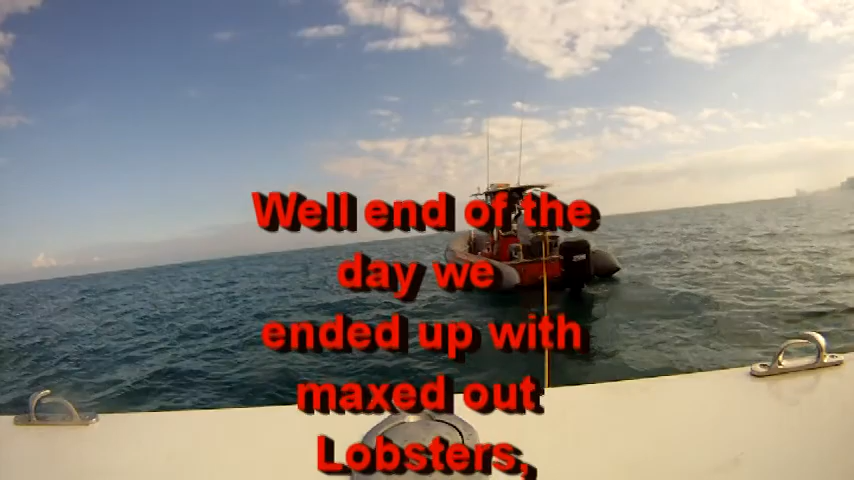 Well end of the
day we
ended up with
maxed out
Lobsters,